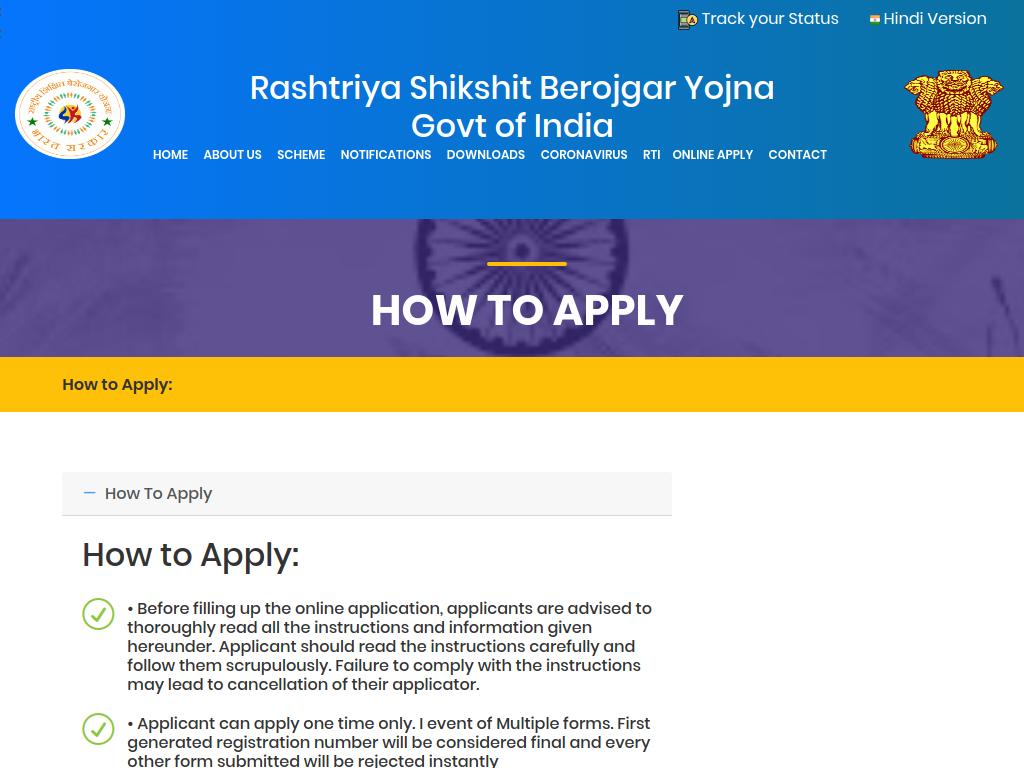 Track your Status
Hindi Version
Rashtriya Shikshit Berojgar Yojna
Govt of India
राष्ट्रीय शिक्षित बेरोजगार योजना
भारत सरकार
HOME ABOUT US SCHEME NOTIFICATIONS DOWNLOADS CORONAVIRUS RTI ONLINE APPLY CONTACT
HOW TO APPLY
How to Apply:
How To Apply
How to Apply:
• Before filling up the online application, applicants are advised to
thoroughly read all the instructions and information given
hereunder. Applicant should read the instructions carefully and
follow them scrupulously. Failure to comply with the instructions
may lead to cancellation of their applicator.
• Applicant can apply one time only. I event of Multiple forms. First
generated registration number will be considered final and every
other form submitted will be rejected instantly